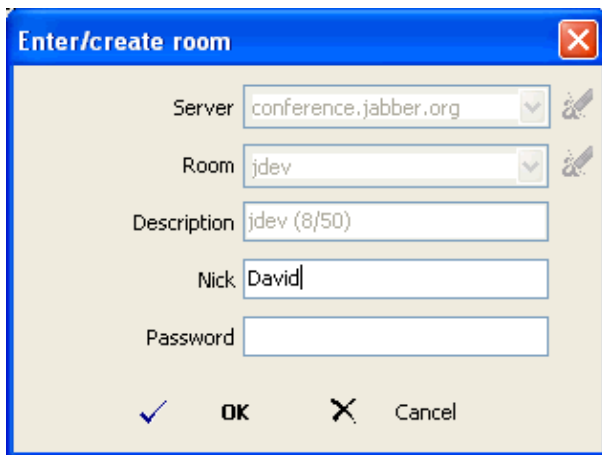 Enter/create room
Server conference.jabber.org
Room jdev
Description jdev (8/50)
Nick David
Password
OK Cancel